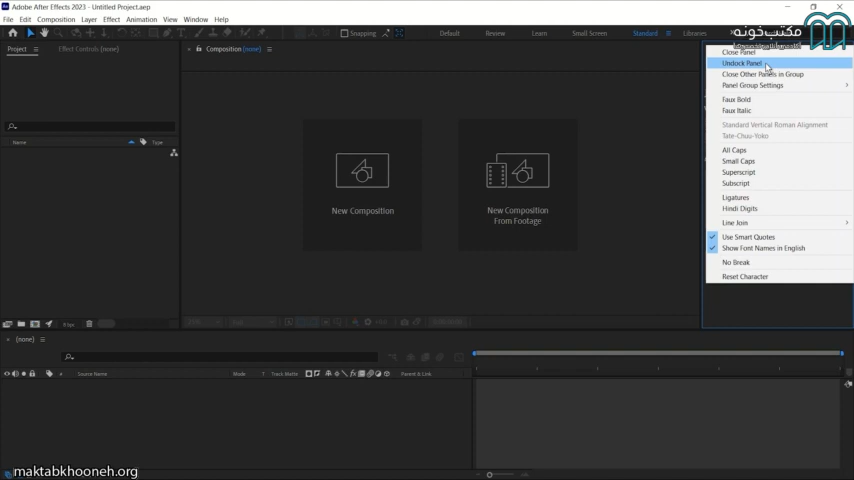 Adobe After Effects 2023 - Untitled Project.aep
File Edit Composition Layer Effect Animation View Window Help
Snapping
Default Review Learn Small Screen Standard Libraries
مکتب‌خونه
Project
Effect Controls (none)
Composition (none)
Name
Type
New Composition
New Composition
From Footage
Close Panel
Undock Panel
Close Other Panels in Group
Panel Group Settings
Faux Bold
Faux Italic
Standard Vertical Roman Alignment
Tate-Chuu-Yoko
All Caps
Small Caps
Superscript
Subscript
Ligatures
Hindi Digits
Line Join
Use Smart Quotes
Show Font Names in English
No Break
Reset Character
8 bpc
(none)
# Source Name
Mode
T
Track Matte
Parent & Link
maktabkhooneh.org